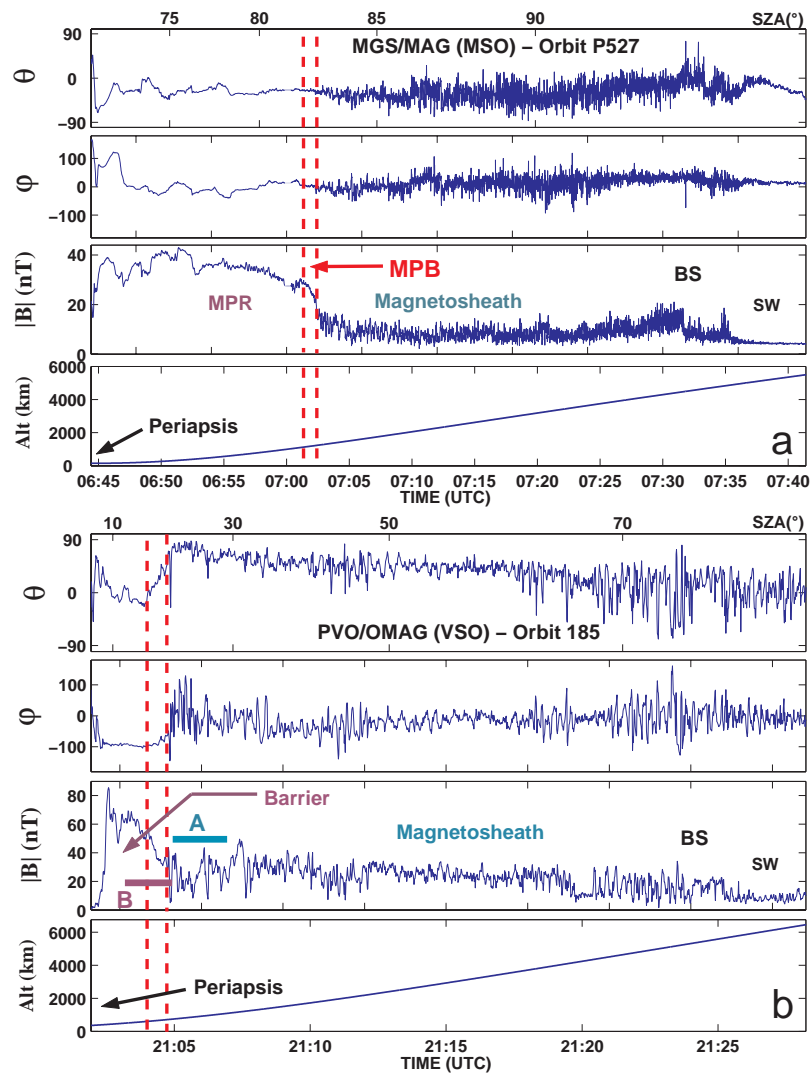 75 80 85 90 SZA(°)
MGS/MAG (MSO) – Orbit P527
90
θ 0
−90
100
φ 0
−100
40
|B| (nT) 20
0
MPB
BS
MPR Magnetosheath SW
6000
Alt (km) 4000
2000
0
Periapsis
a
06:45 06:50 06:55 07:00 07:05 07:10 07:15 07:20 07:25 07:30 07:35 07:40
TIME (UTC)
10 30 50 70 SZA(°)
90
θ 0
−90
PVO/OMAG (VSO) – Orbit 185
100
φ 0
−100
80
60
|B| (nT) 40
20
0
Barrier
A Magnetosheath BS
SW
B
6000
Alt (km) 4000
2000
0
Periapsis
b
21:05 21:10 21:15 21:20 21:25
TIME (UTC)